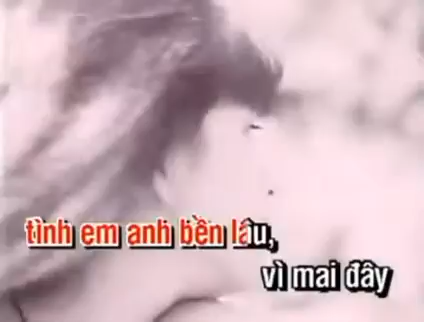 tình em anh bền lâu,
vì mai đây